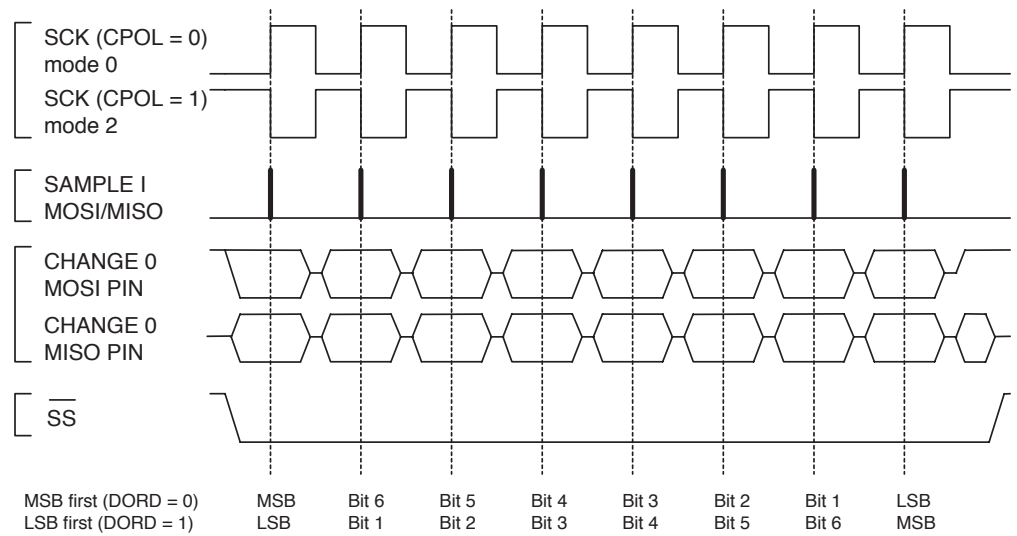 SCK (CPOL = 0)
mode 0
SCK (CPOL = 1)
mode 2
SAMPLE I
MOSI/MISO
CHANGE 0
MOSI PIN
CHANGE 0
MISO PIN
SS
MSB first (DORD = 0) MSB Bit 6 Bit 5 Bit 4 Bit 3 Bit 2 Bit 1 LSB
LSB first (DORD = 1) LSB Bit 1 Bit 2 Bit 3 Bit 4 Bit 5 Bit 6 MSB